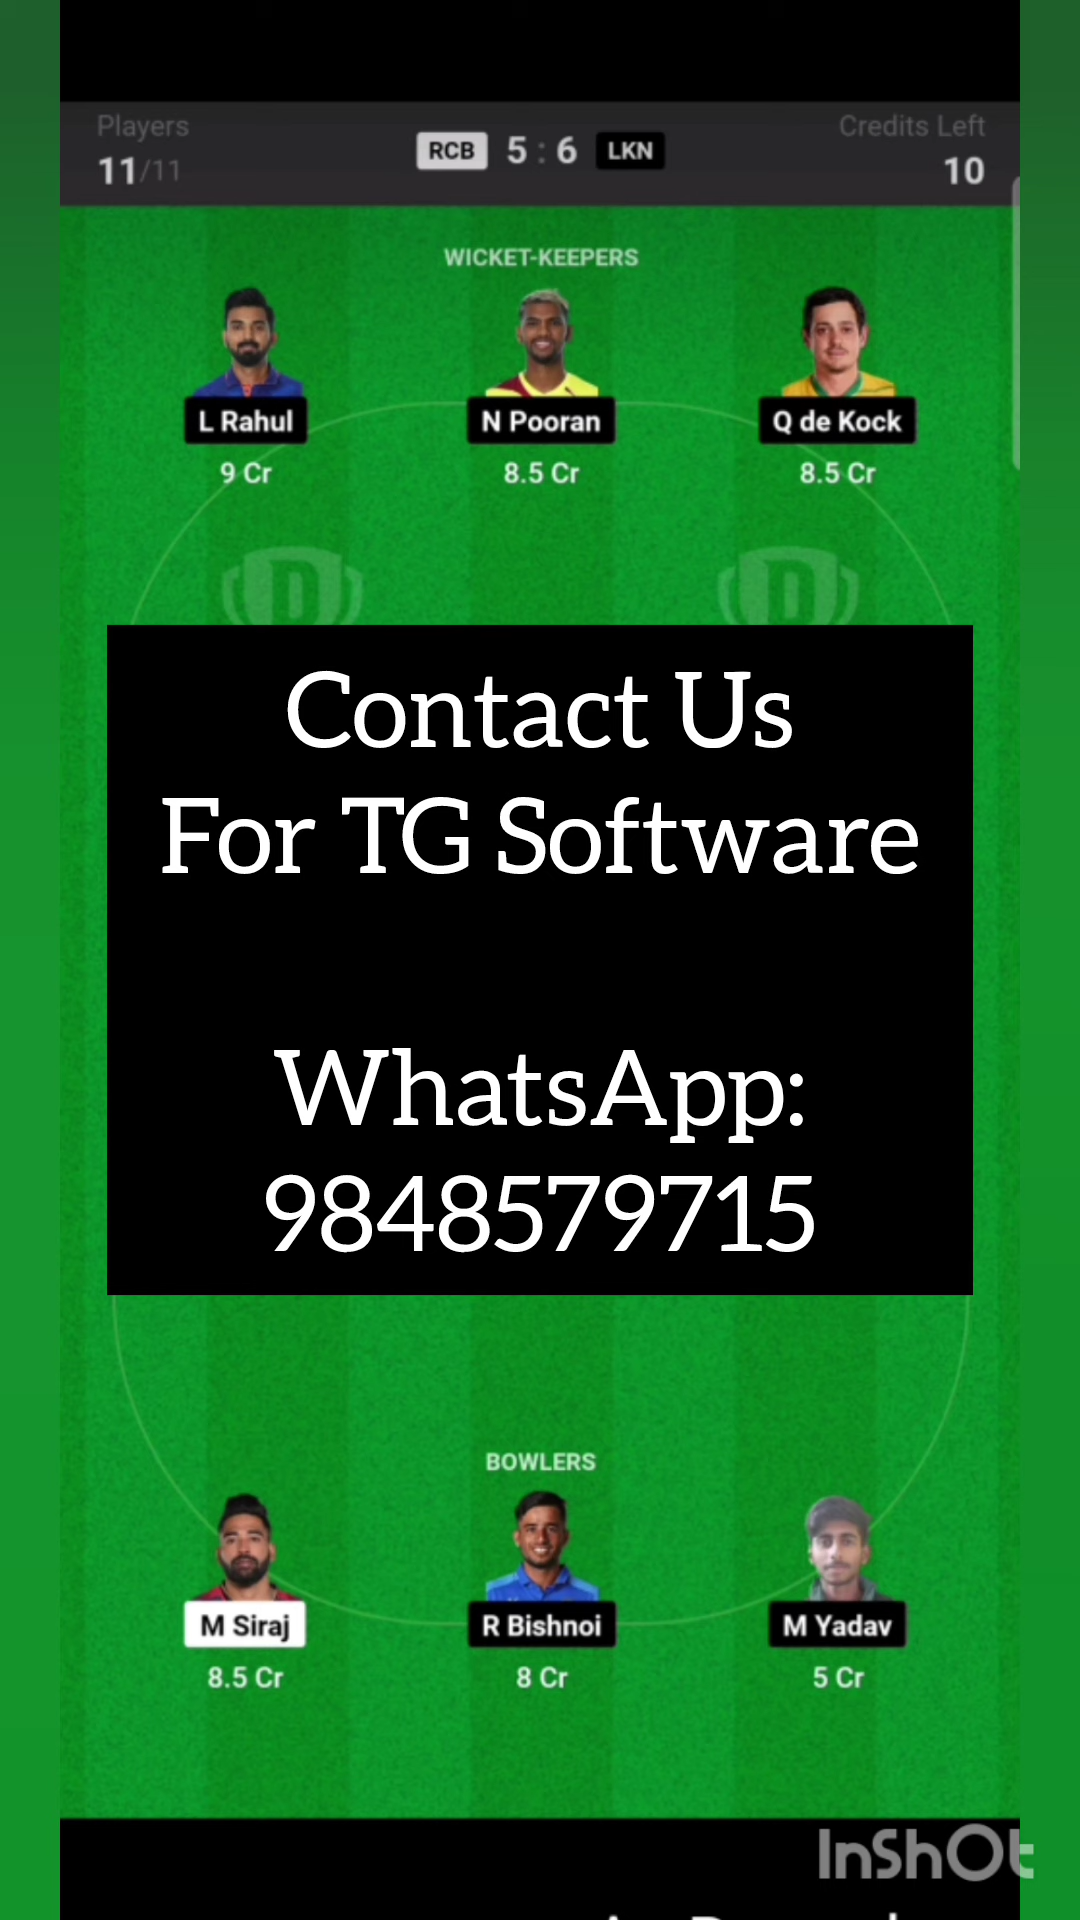 Players
Credits Left
11/11
RCB 5 : 6 LKN
10
WICKET-KEEPERS
L Rahul
N Pooran
Q de Kock
9 Cr
8.5 Cr
8.5 Cr
D
D
Contact Us
For TG Software
WhatsApp:
9848579715
BOWLERS
M Siraj
R Bishnoi
M Yadav
8.5 Cr
8 Cr
5 Cr
InShOt